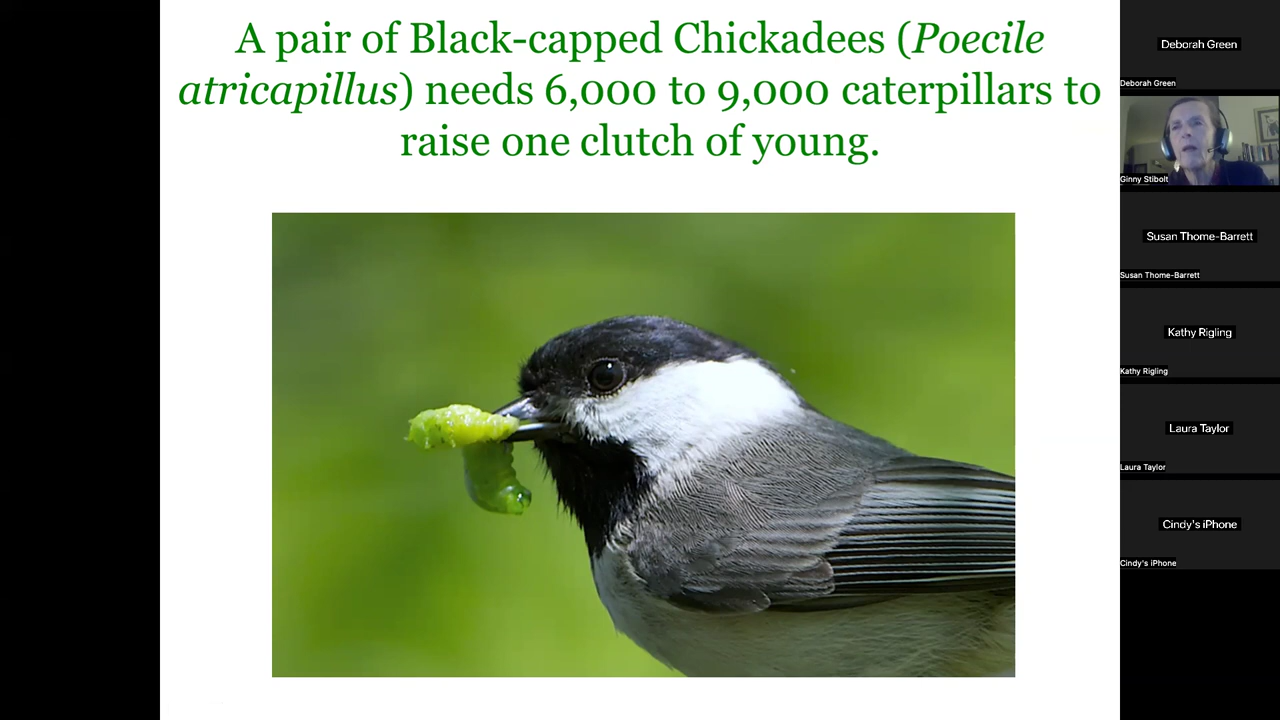 A pair of Black-capped Chickadees (Poecile
atricapillus) needs 6,000 to 9,000 caterpillars to
raise one clutch of young.
Deborah Green
Deborah Green
Ginny Stibolt
Susan Thome-Barrett
Susan Thome-Barrett
Kathy Rigling
Kathy Rigling
Laura Taylor
Laura Taylor
Cindy's iPhone
Cindy's iPhone